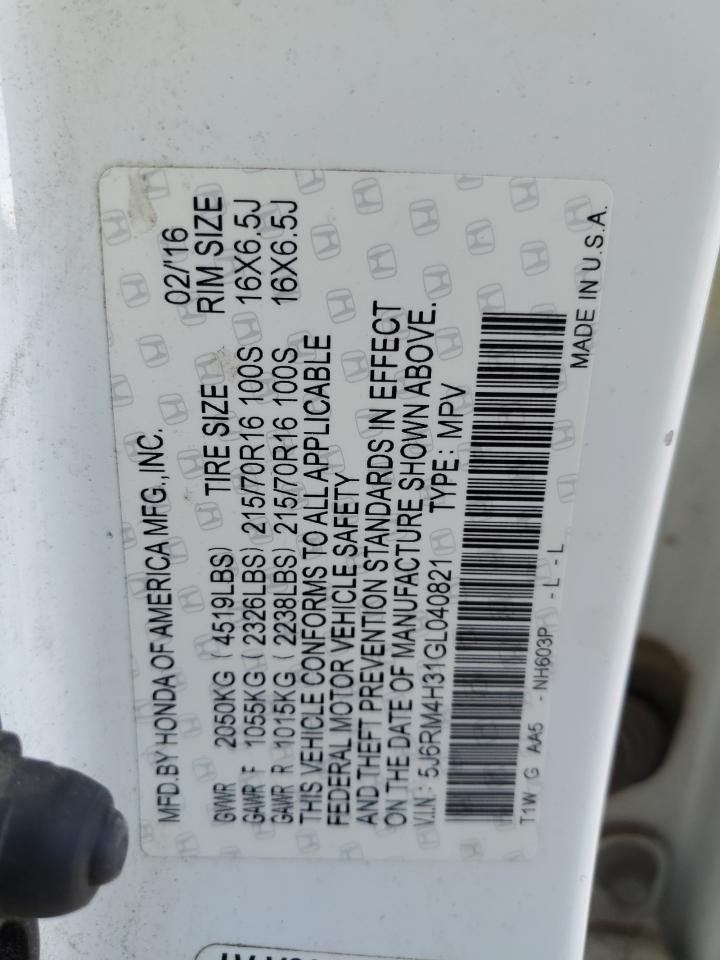 MFD.BY HONDA OF AMERICA MFG.,INC. 02/'16
GVWR 2050KG ( 4519LBS) TIRE SIZE RIM SIZE
GAWR F 1055KG ( 2326LBS) 215/70R16 100S 16X6.5J
GAWR R 1015KG ( 2238LBS) 215/70R16 100S 16X6.5J
THIS VEHICLE CONFORMS TO ALL APPLICABLE
FEDERAL MOTOR VEHICLE SAFETY
AND THEFT PREVENTION STANDARDS IN EFFECT
ON THE DATE OF MANUFACTURE SHOWN ABOVE.
V.I.N: 5J6RM4H31GL040821 TYPE: MPV
T1W G AA5 - NH603P - L - L MADE IN U.S.A.